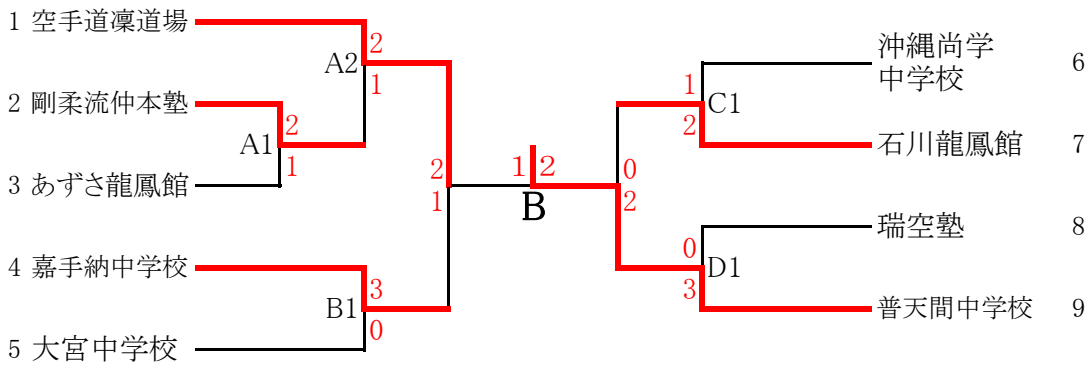 1 空手道凜道場
2
A2
1
2 剛柔流仲本塾
2
A1
1
3 あずさ龍鳳館
2
1
4 嘉手納中学校
3
B1
0
5 大宮中学校
1 2
B
沖縄尚学
中学校 6
1
C1
2
石川龍鳳館 7
0
2
瑞空塾 8
0
D1
3
普天間中学校 9